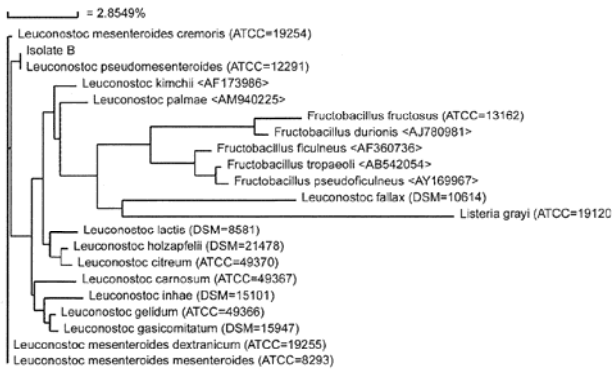 = 2.8549%
Leuconostoc mesenteroides cremoris (ATCC=19254)
Isolate B
Leuconostoc pseudomesenteroides (ATCC=12291)
Leuconostoc kimchii <AF173986>
Leuconostoc palmae <AM940225>
Fructobacillus fructosus (ATCC=13162)
Fructobacillus durionis <AJ780981>
Fructobacillus ficulneus <AF360736>
Fructobacillus tropaeoli <AB542054>
Fructobacillus pseudoficulneus <AY169967>
Leuconostoc fallax (DSM=10614)
Listeria grayi (ATCC=19120
Leuconostoc lactis (DSM=8581)
Leuconostoc holzapfelii (DSM=21478)
Leuconostoc citreum (ATCC=49370)
Leuconostoc carnosum (ATCC=49367)
Leuconostoc inhae (DSM=15101)
Leuconostoc gelidum (ATCC=49366)
Leuconostoc gasicomitatum (DSM=15947)
Leuconostoc mesenteroides dextranicum (ATCC=19255)
Leuconostoc mesenteroides mesenteroides (ATCC=8293)